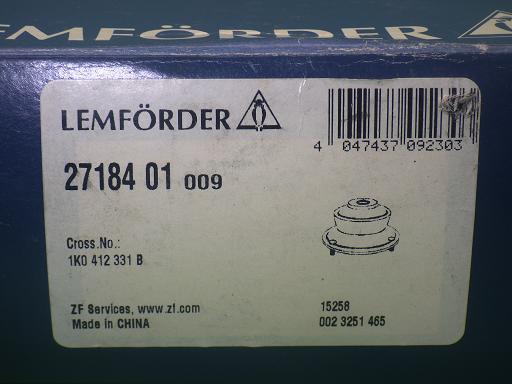 EMFÖRDER
LEMFÖRDER
4 047437 092303
27184 01 009
Cross.No.:
1K0 412 331 B
ZF Services, www.zf.com
Made in CHINA
15258
002 3251 465